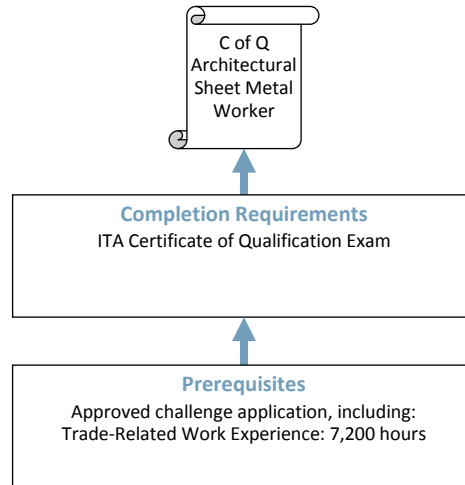 C of Q
Architectural
Sheet Metal
Worker
Completion Requirements
ITA Certificate of Qualification Exam
Prerequisites
Approved challenge application, including:
Trade-Related Work Experience: 7,200 hours